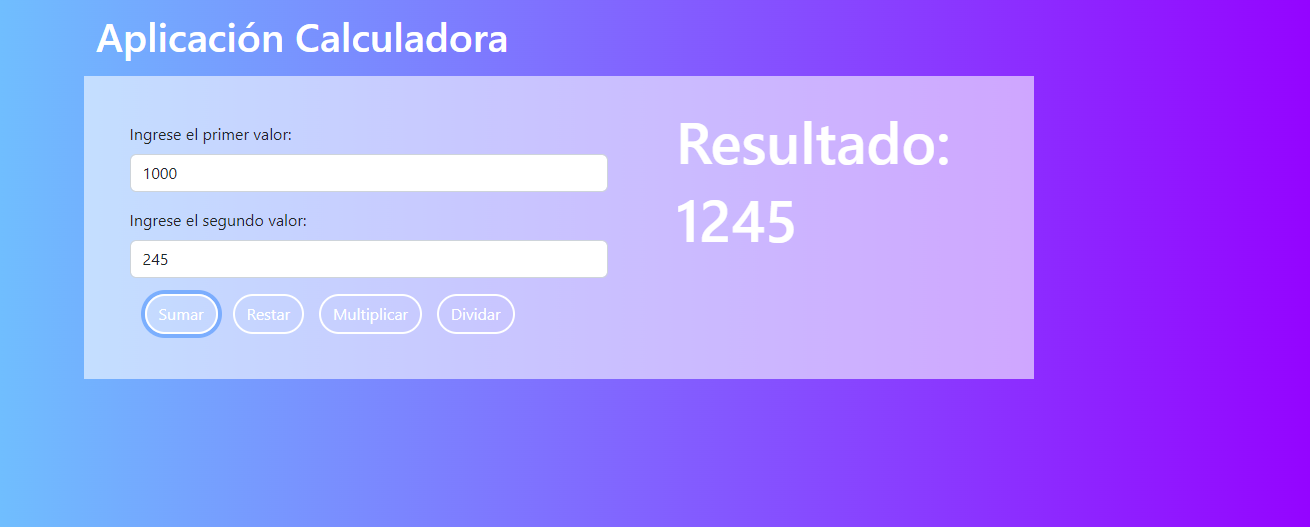 Aplicación Calculadora
Ingrese el primer valor:
1000
Ingrese el segundo valor:
245
Sumar Restar Multiplicar Dividar
Resultado:
1245